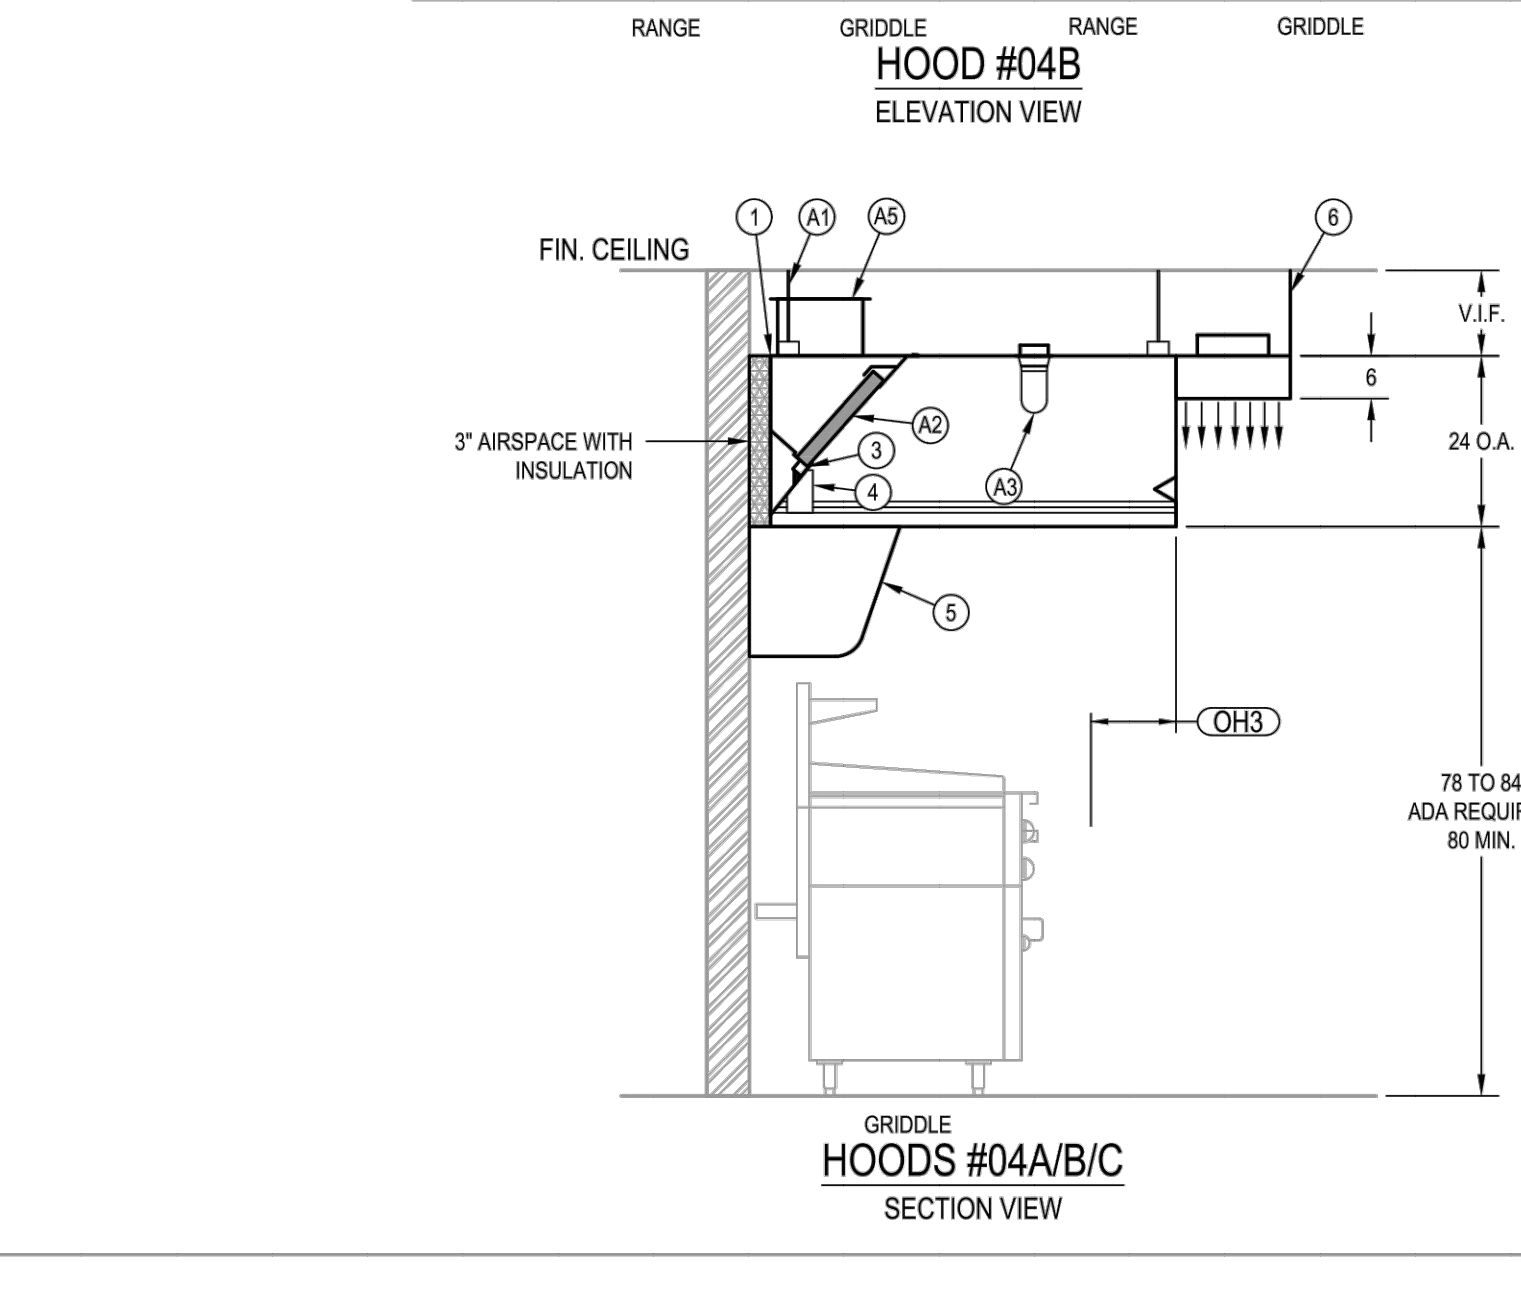 RANGE GRIDDLE RANGE GRIDDLE
HOOD #04B
ELEVATION VIEW
1 A1 A5 6
FIN. CEILING
V.I.F.
6
A2
3" AIRSPACE WITH
INSULATION
24 O.A.
3
4
A3
5
OH3
78 TO 84
ADA
80 MIN.
GRIDDLE
HOODS #04A/B/C
SECTION VIEW